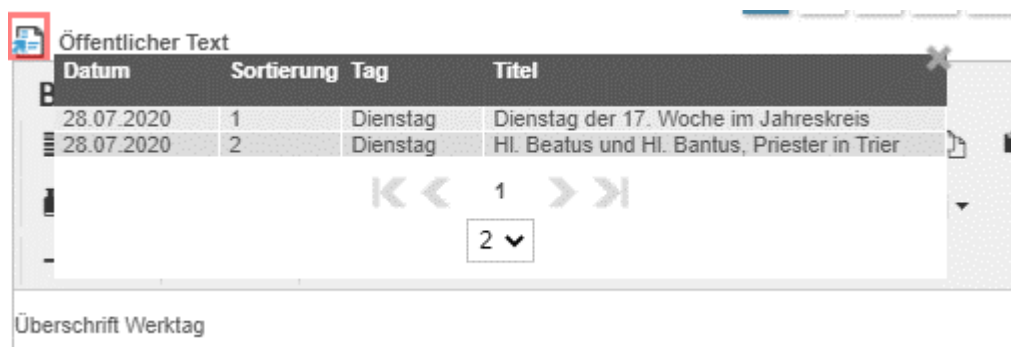 Öffentlicher Text
Datum Sortierung Tag Titel
B
28.07.2020 1 Dienstag Dienstag der 17. Woche im Jahreskreis
28.07.2020 2 Dienstag Hl. Beatus und Hl. Bantus, Priester in Trier
1
2
Überschrift Werktag